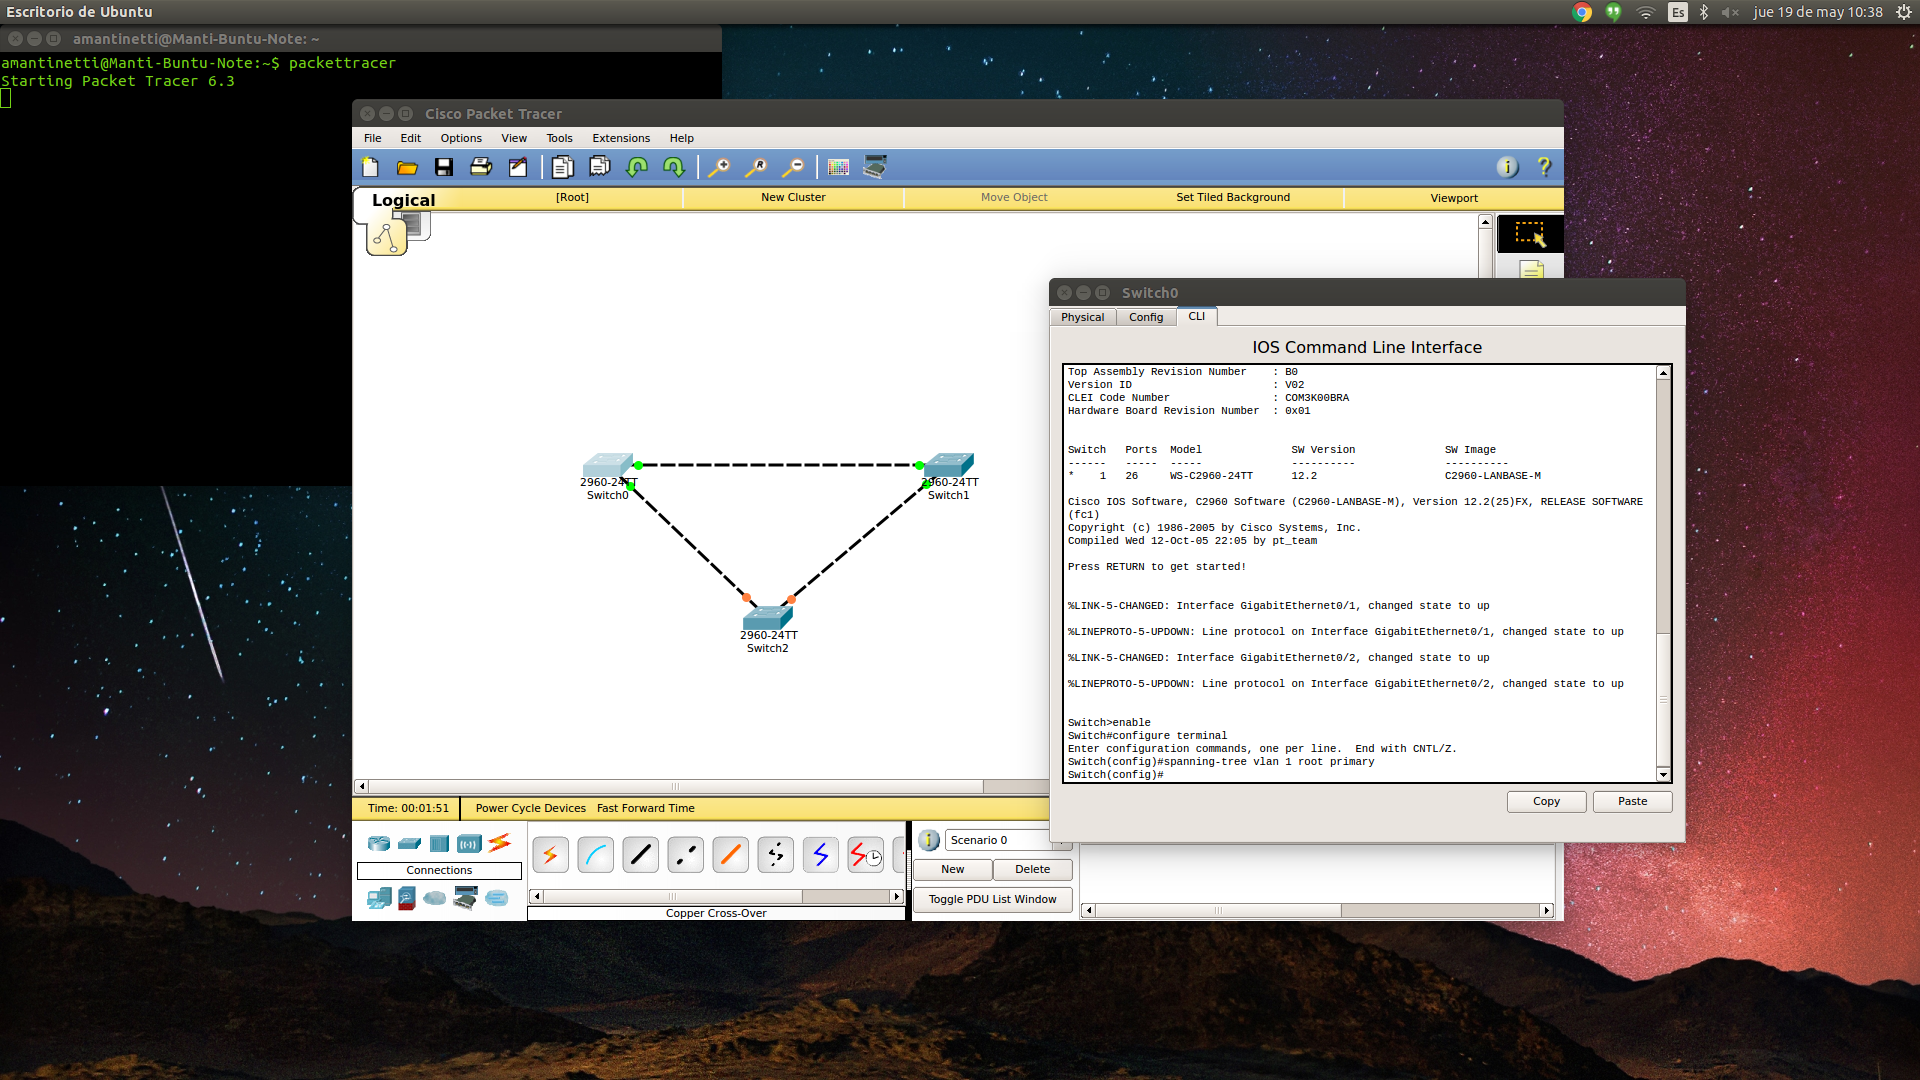 Escritorio de Ubuntu
Es
jue 19 de may 10:38
amantinetti@Manti-Buntu-Note: ~
amantinetti@Manti-Buntu-Note:~$ packettracer
Starting Packet Tracer 6.3
Cisco Packet Tracer
File Edit Options View Tools Extensions Help
Logical
[Root]
New Cluster
Move Object
Set Tiled Background
Viewport
2960-24TT
Switch0
2960-24TT
Switch1
2960-24TT
Switch2
Switch0
Physical Config CLI
IOS Command Line Interface
Top Assembly Revision Number    : B0
Version ID                      : V02
CLEI Code Number                : COM3K00BRA
Hardware Board Revision Number  : 0x01
Switch   Ports  Model              SW Version              SW Image
------   -----  -----              ----------              ----------
*    1   26     WS-C2960-24TT      12.2                    C2960-LANBASE-M
Cisco IOS Software, C2960 Software (C2960-LANBASE-M), Version 12.2(25)FX, RELEASE SOFTWARE
(fc1)
Copyright (c) 1986-2005 by Cisco Systems, Inc.
Compiled Wed 12-Oct-05 22:05 by pt_team
Press RETURN to get started!
%LINK-5-CHANGED: Interface GigabitEthernet0/1, changed state to up
%LINEPROTO-5-UPDOWN: Line protocol on Interface GigabitEthernet0/1, changed state to up
%LINK-5-CHANGED: Interface GigabitEthernet0/2, changed state to up
%LINEPROTO-5-UPDOWN: Line protocol on Interface GigabitEthernet0/2, changed state to up
Switch>enable
Switch#configure terminal
Enter configuration commands, one per line.  End with CNTL/Z.
Switch(config)#spanning-tree vlan 1 root primary
Switch(config)#
Copy
Paste
Time: 00:01:51
Power Cycle Devices Fast Forward Time
Connections
Copper Cross-Over
Scenario 0
New
Delete
Toggle PDU List Window